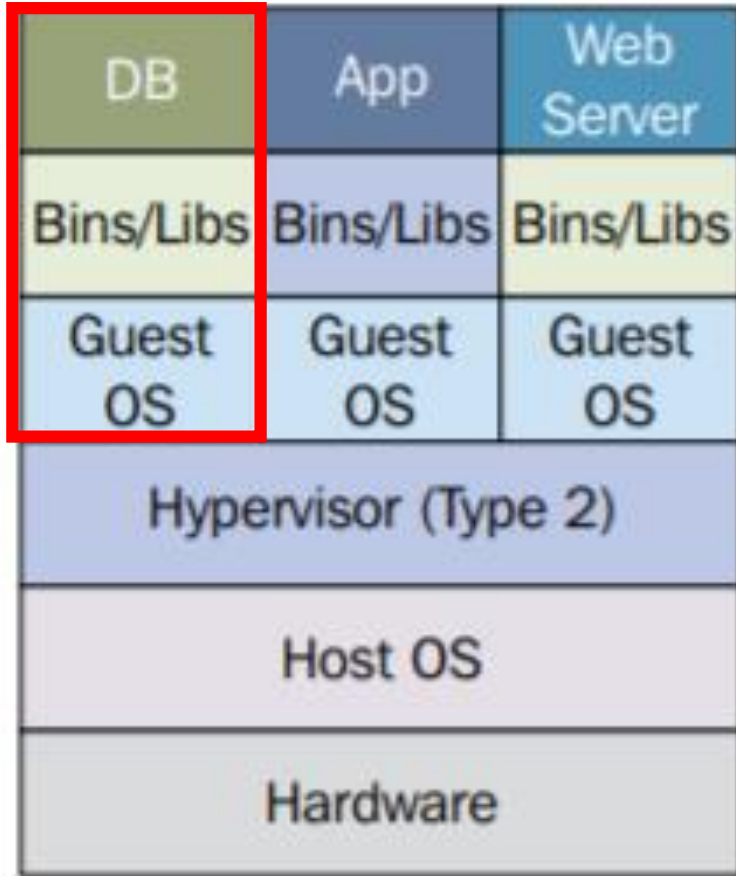 DB
App
Web
Server
Bins/Libs
Bins/Libs
Bins/Libs
Guest
OS
Guest
OS
Guest
OS
Hypervisor (Type 2)
Host OS
Hardware